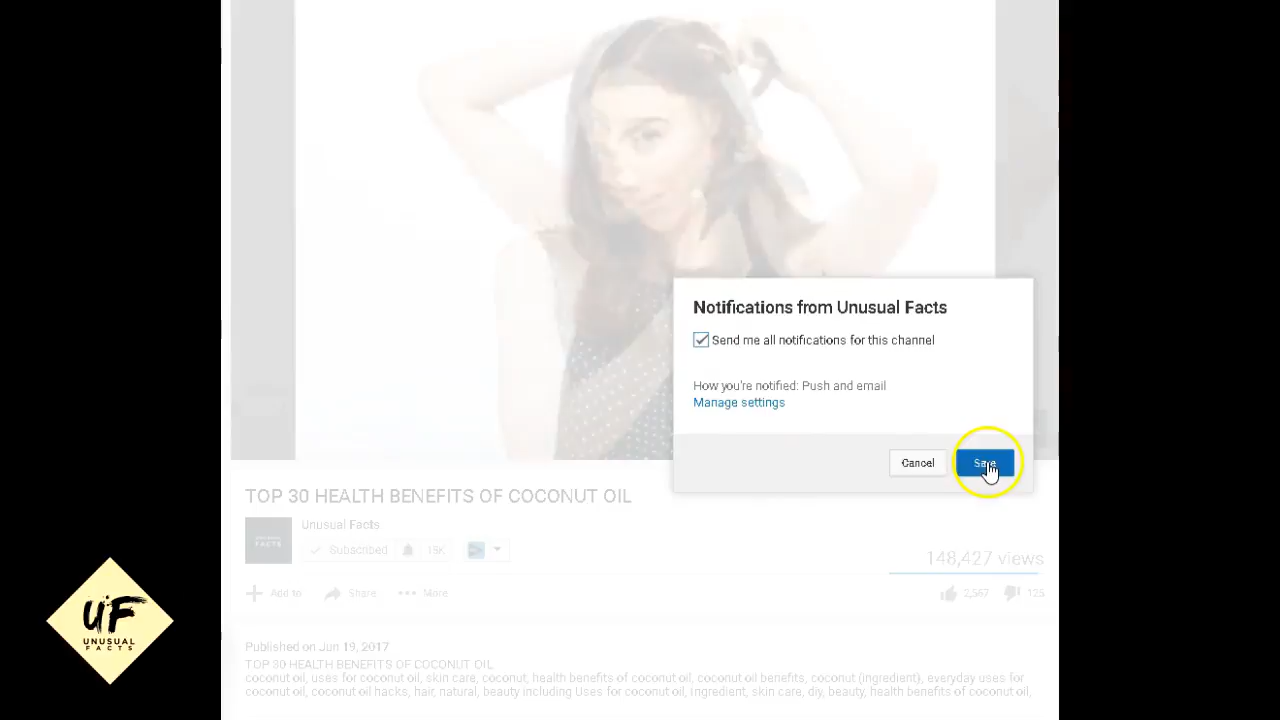 Notifications from Unusual Facts
Send me all notifications for this channel
How you're notified: Push and email
Manage settings
Cancel Save
TOP 30 HEALTH BENEFITS OF COCONUT OIL
Unusual Facts
FACTS
Subscribed 15K
148,427 views
Add to Share More 2,567 125
UF
UNUSUAL
FACTS
Published on Jun 19, 2017
TOP 30 HEALTH BENEFITS OF COCONUT OIL
coconut oil, uses for coconut oil, skin care, coconut, health benefits of coconut oil, coconut oil benefits, coconut (ingredient), everyday uses for
coconut oil, coconut oil hacks, hair, natural, beauty including Uses for coconut oil, Ingredient, skin care, diy, beauty, health benefits of coconut oil,